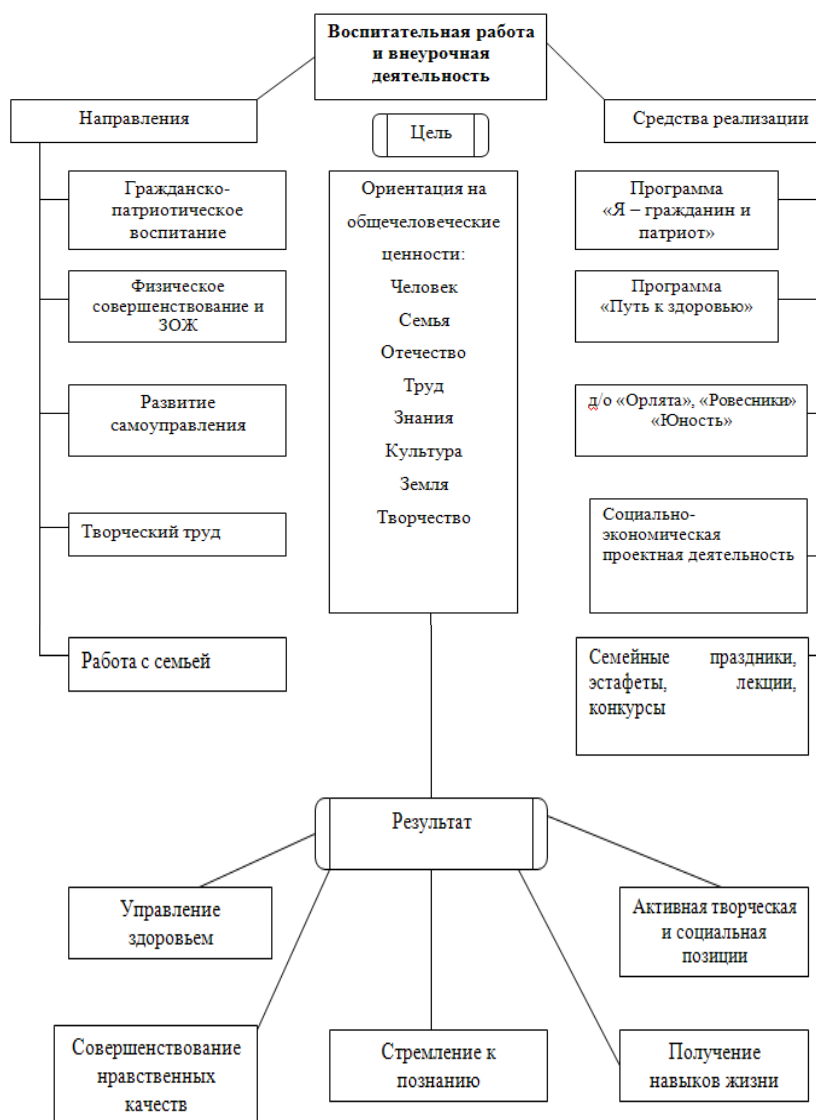 Воспитательная работа
и внеурочная
деятельность
Направления
Цель
Средства реализации
Гражданско-
патриотическое
воспитание
Ориентация на
общечеловеческие
ценности:
Человек
Семья
Отечество
Труд
Знания
Культура
Земля
Творчество
Программа
«Я – гражданин и
патриот»
Физическое
совершенствование и
ЗОЖ
Программа
«Путь к здоровью»
Развитие
самоуправления
д/о «Орлята», «Ровесники»
«Юность»
Творческий труд
Социально-
экономическая
проектная деятельность
Работа с семьей
Семейные праздники,
эстафеты, лекции,
конкурсы
Результат
Управление
здоровьем
Активная творческая
и социальная
позиции
Совершенствование
нравственных
качеств
Стремление к
познанию
Получение
навыков жизни